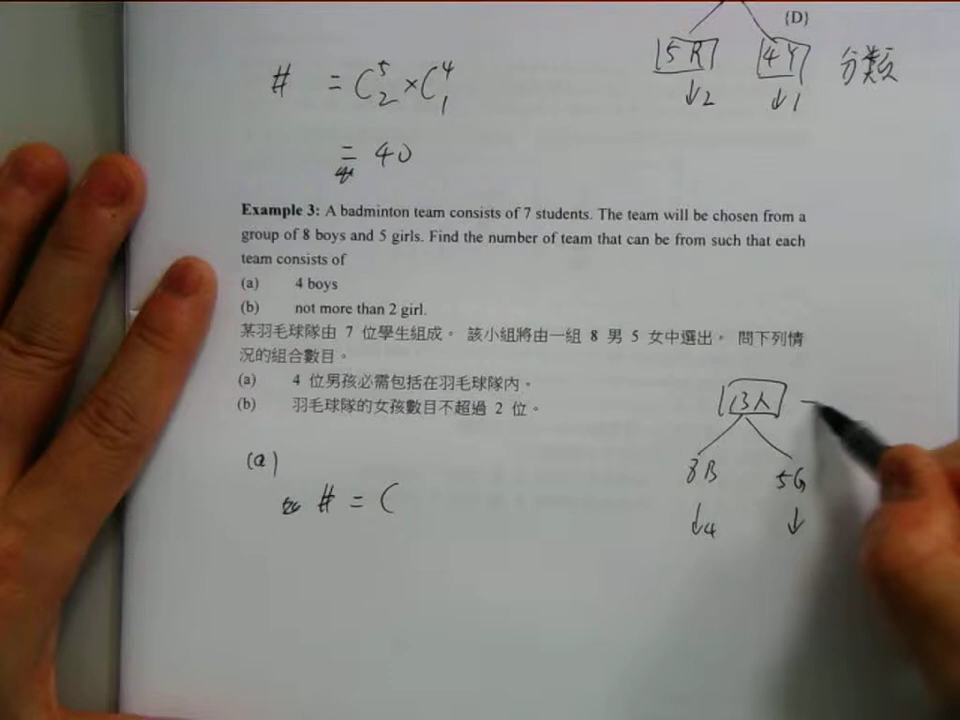 (D)
5R 4Y 分類
↓2 ↓1
# = C⁵₂ × C⁴₁
= 40
Example 3: A badminton team consists of 7 students. The team will be chosen from a
group of 8 boys and 5 girls. Find the number of team that can be from such that each
team consists of
(a) 4 boys
(b) not more than 2 girl.
某羽毛球隊由 7 位學生組成。 該小組將由一組 8 男 5 女中選出。 問下列情
況的組合數目。
(a) 4 位男孩必需包括在羽毛球隊內。
(b) 羽毛球隊的女孩數目不超過 2 位。
13人
8B 5G
↓4 ↓
(a)
# = C